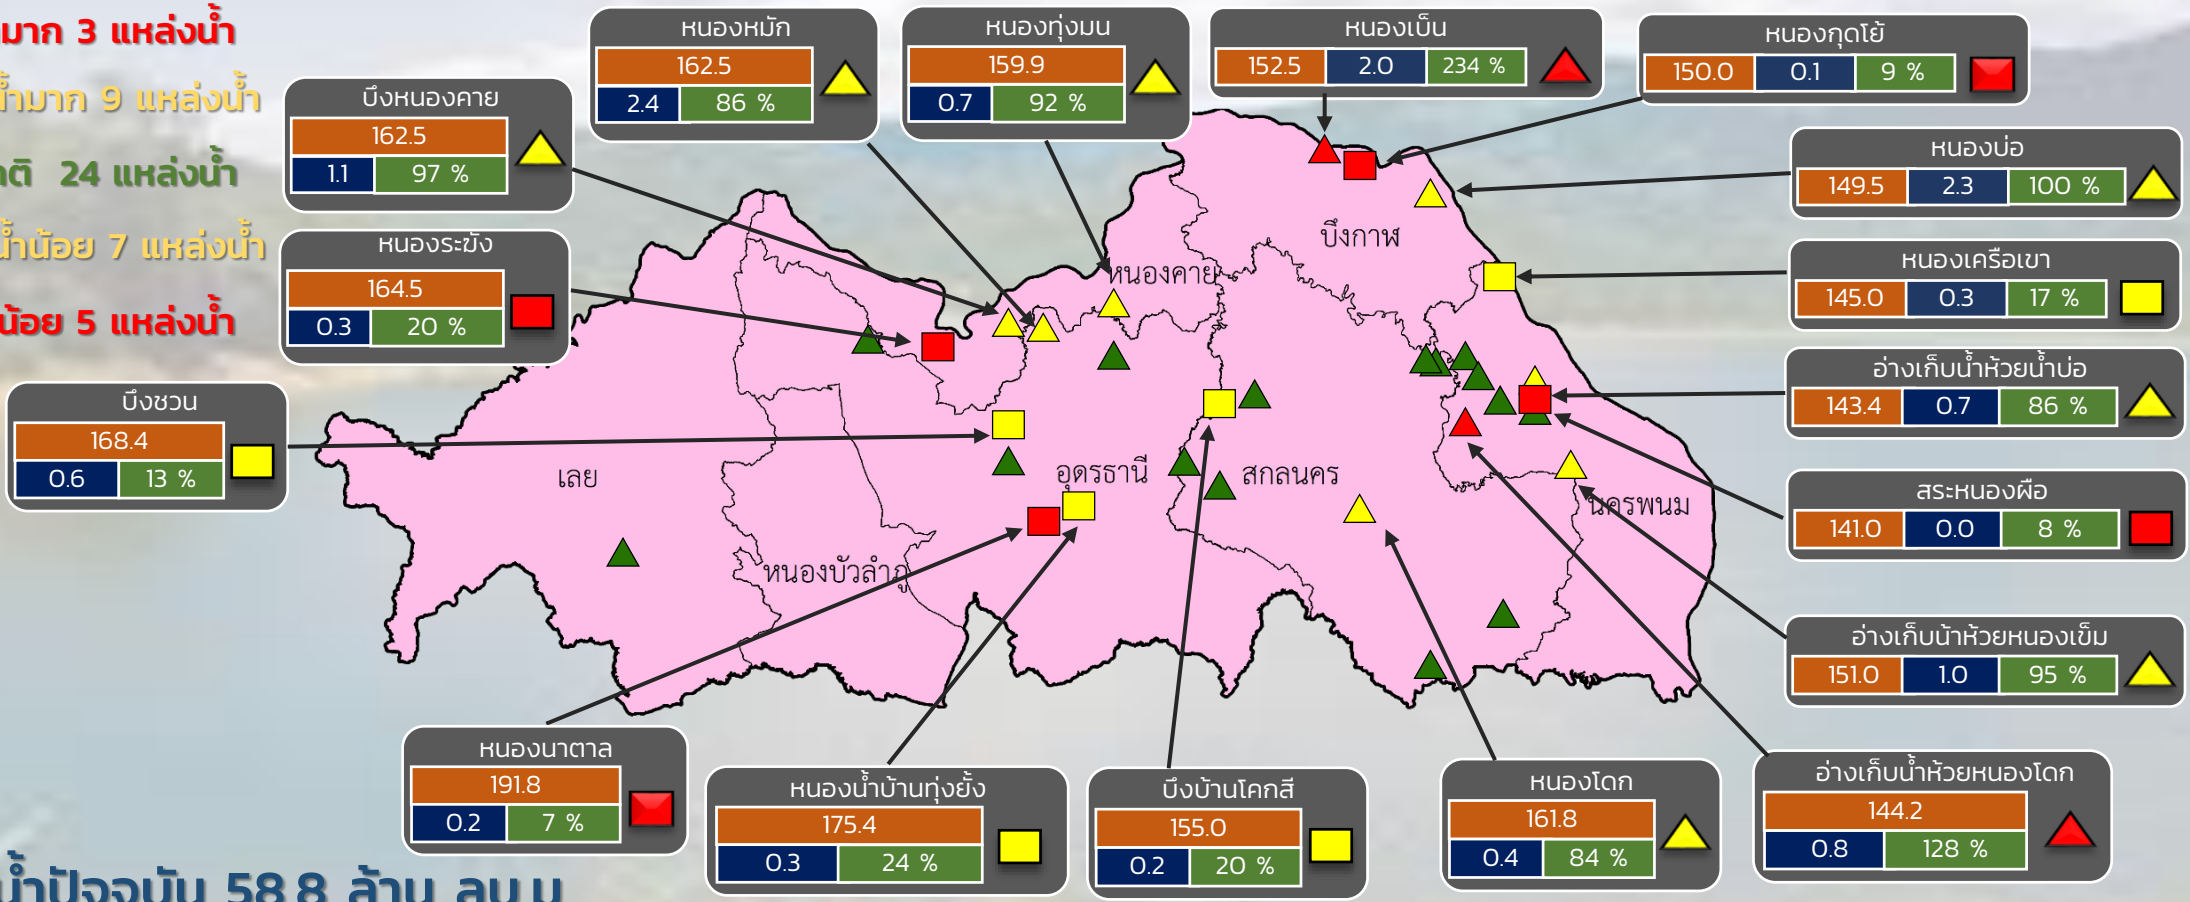 มาก 3 แหล่งน้ำ
น้ำมาก 9 แหล่งน้ำ
24 แหล่งน้ำ
น้ำน้อย 7 แหล่งน้ำ
น้อย 5 แหล่งน้ำ
บึงหนองคาย
162.5
1.1 97 %
หนองหมัก
162.5
2.4 86 %
หนองทุ่งมน
159.9
0.7 92 %
หนองเบ็น
152.5 2.0 234 %
หนองกุดโย้
150.0 0.1 9 %
หนองบ่อ
149.5 2.3 100 %
หนองระฆัง
164.5
0.3 20 %
หนองเครือเขา
145.0 0.3 17 %
อ่างเก็บน้ำห้วยน้ำบ่อ
143.4 0.7 86 %
บึงชวน
168.4
0.6 13 %
สระหนองผือ
141.0 0.0 8 %
อ่างเก็บน้าห้วยหนองเข็ม
151.0 1.0 95 %
บึงกาฬ
หนองคาย
เลย
อุดรธานี
สกลนคร
นครพนม
หนองบัวลำภู
หนองนาตาล
191.8
0.2 7 %
หนองน้ำบ้านทุ่งยั้ง
175.4
0.3 24 %
บึงบ้านโคกสี
155.0
0.2 20 %
หนองโดก
161.8
0.4 84 %
อ่างเก็บน้ำห้วยหนองโดก
144.2
0.8 128 %
น้ำปัจจุบัน 58.8 ล้าน ลบ.ม